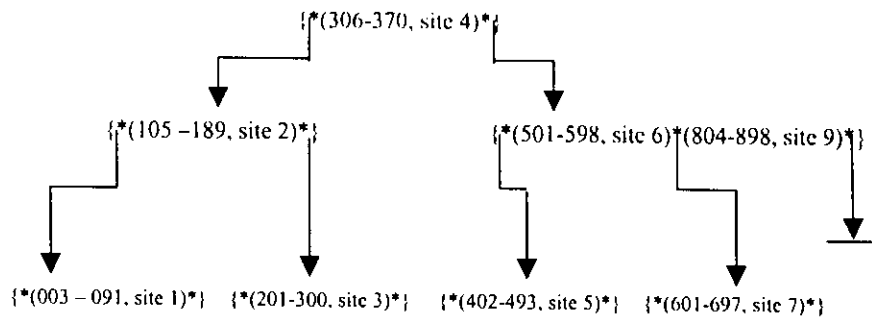 {*(306-370, site 4)*}
{*(105 –189, site 2)*} {*(501-598, site 6)*(804-898, site 9)*}
{*(003 – 091, site 1)*} {*(201-300, site 3)*} {*(402-493, site 5)*} {*(601-697, site 7)*}